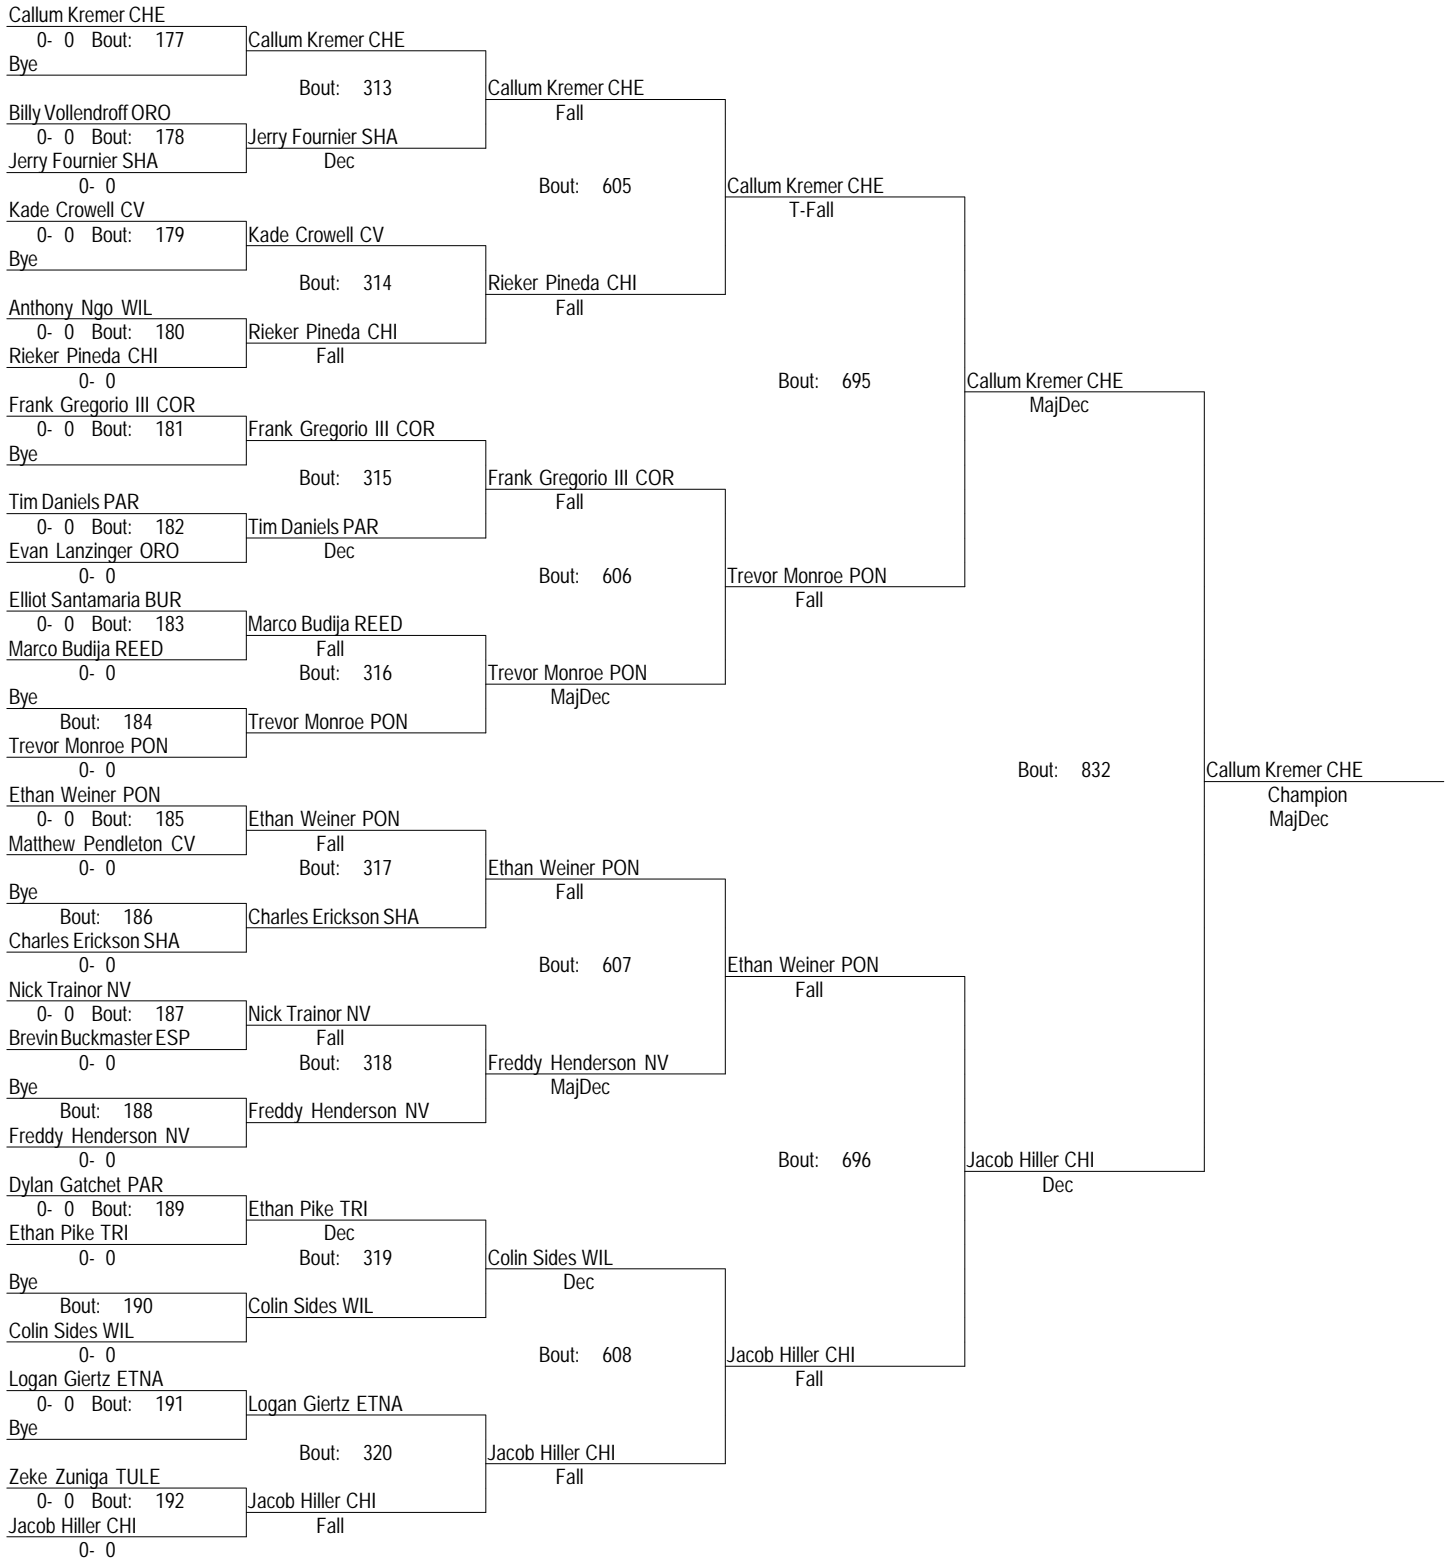 Callum Kremer CHE
0- 0 Bout: 177 Callum Kremer CHE
Bye
Bout: 313 Callum Kremer CHE
Billy Vollendroff ORO Fall
0- 0 Bout: 178 Jerry Fournier SHA
Jerry Fournier SHA Dec
0- 0 Bout: 605 Callum Kremer CHE
Kade Crowell CV T-Fall
0- 0 Bout: 179 Kade Crowell CV
Bye
Bout: 314 Rieker Pineda CHI
Anthony Ngo WIL Fall
0- 0 Bout: 180 Rieker Pineda CHI
Rieker Pineda CHI Fall
0- 0 Bout: 695 Callum Kremer CHE
Frank Gregorio III COR MajDec
0- 0 Bout: 181 Frank Gregorio III COR
Bye
Bout: 315 Frank Gregorio III COR
Tim Daniels PAR Fall
0- 0 Bout: 182 Tim Daniels PAR
Evan Lanzinger ORO Dec
0- 0 Bout: 606 Trevor Monroe PON
Elliot Santamaria BUR Fall
0- 0 Bout: 183 Marco Budija REED
Marco Budija REED Fall
0- 0 Bout: 316 Trevor Monroe PON
Bye MajDec
Bout: 184 Trevor Monroe PON
Trevor Monroe PON
0- 0 Bout: 832 Callum Kremer CHE
Ethan Weiner PON Champion
0- 0 Bout: 185 Ethan Weiner PON MajDec
Matthew Pendleton CV Fall
0- 0 Bout: 317 Ethan Weiner PON
Bye Fall
Bout: 186 Charles Erickson SHA
Charles Erickson SHA
0- 0 Bout: 607 Ethan Weiner PON
Nick Trainor NV Fall
0- 0 Bout: 187 Nick Trainor NV
Brevin Buckmaster ESP Fall
0- 0 Bout: 318 Freddy Henderson NV
Bye MajDec
Bout: 188 Freddy Henderson NV
Freddy Henderson NV
0- 0 Bout: 696 Jacob Hiller CHI
Dylan Gatchet PAR Dec
0- 0 Bout: 189 Ethan Pike TRI
Ethan Pike TRI Dec
0- 0 Bout: 319 Colin Sides WIL
Bye Dec
Bout: 190 Colin Sides WIL
Colin Sides WIL
0- 0 Bout: 608 Jacob Hiller CHI
Logan Giertz ETNA Fall
0- 0 Bout: 191 Logan Giertz ETNA
Bye
Bout: 320 Jacob Hiller CHI
Zeke Zuniga TULE Fall
0- 0 Bout: 192 Jacob Hiller CHI
Jacob Hiller CHI Fall
0- 0